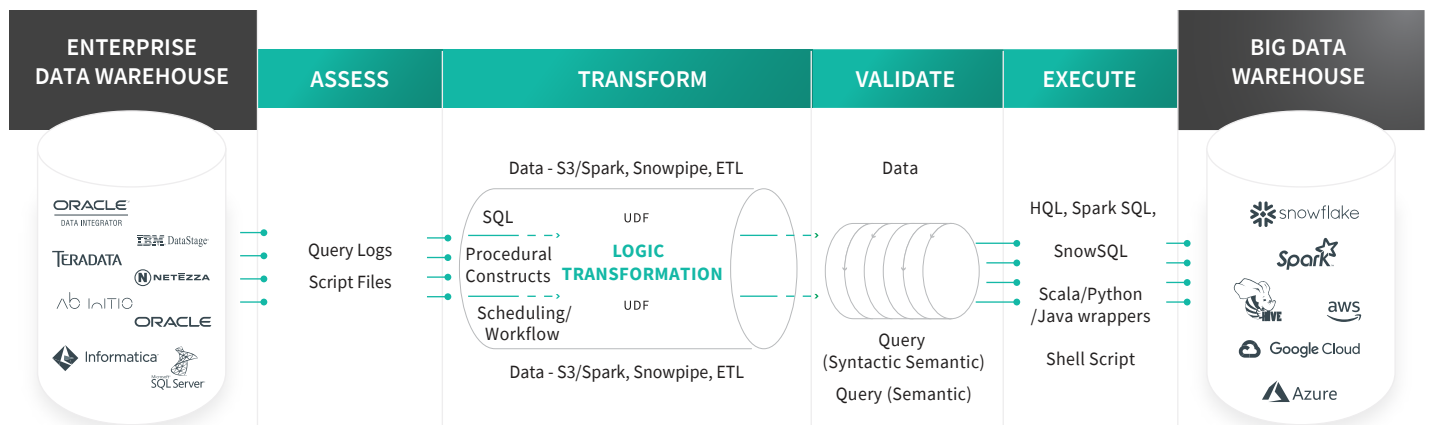 ENTERPRISE
DATA WAREHOUSE
ASSESS
TRANSFORM
VALIDATE
EXECUTE
BIG DATA
WAREHOUSE
ORACLE
DATA INTEGRATOR
IBM DataStage
TERADATA
NETEZZA
Ab InITIO
ORACLE
Informatica
Microsoft
SQL Server
Query Logs
Script Files
Data - S3/Spark, Snowpipe, ETL
SQL
UDF
Procedural
Constructs
LOGIC
TRANSFORMATION
Scheduling/
Workflow
UDF
Data - S3/Spark, Snowpipe, ETL
Data
Query
(Syntactic Semantic)
Query (Semantic)
HQL, Spark SQL,
SnowSQL
Scala/Python
/Java wrappers
Shell Script
snowflake
Spark
HIVE
aws
Google Cloud
Azure